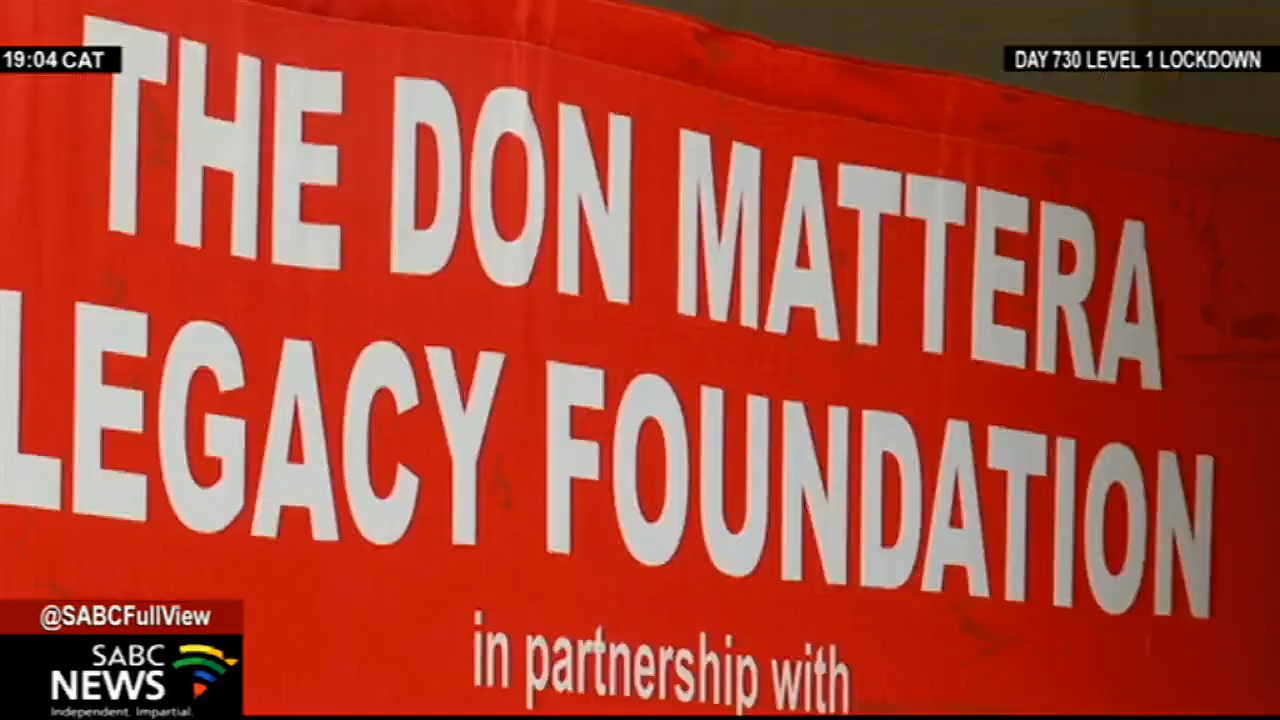 19:04 CAT
DAY 730 LEVEL 1 LOCKDOWN
THE DON MATTERA
LEGACY FOUNDATION
in partnership with
@SABCFullView
SABC
NEWS
Independent. Impartial.